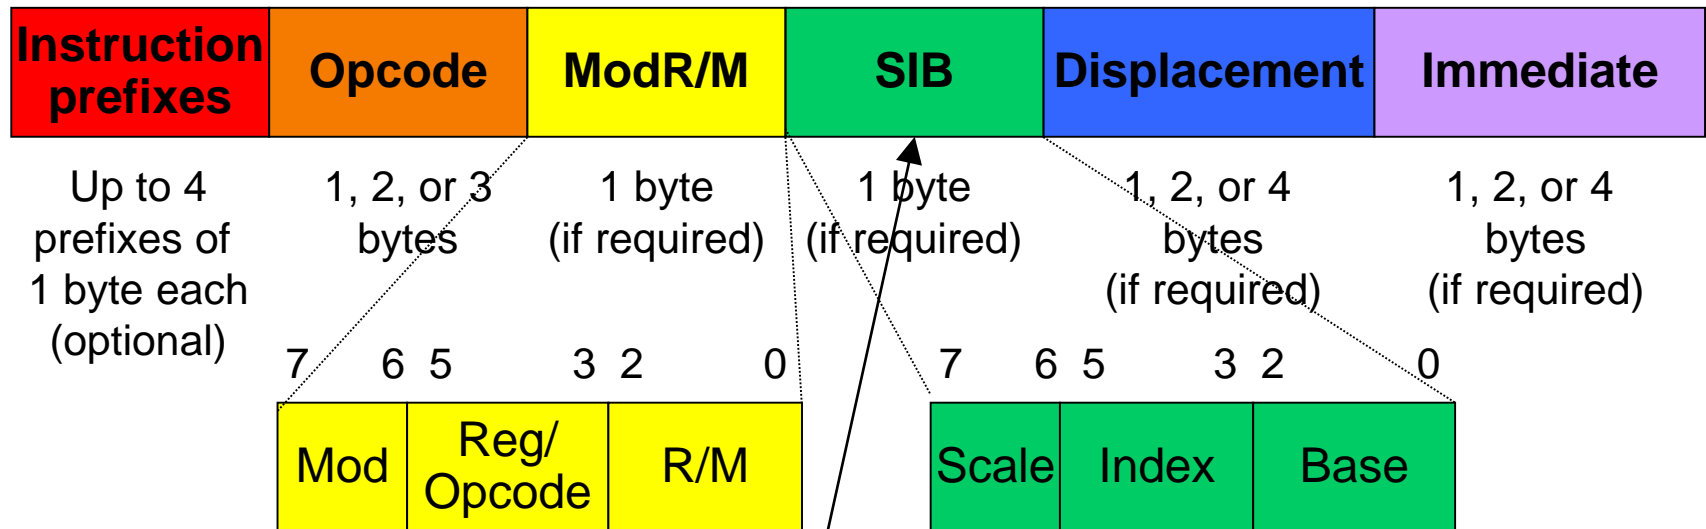 Instruction
prefixes
Opcode
ModR/M
SIB
Displacement
Immediate
Up to 4
prefixes of
1 byte each
(optional)
1, 2, or 3
bytes
1 byte
(if required)
1 byte
(if required)
1, 2, or 4
bytes
(if required)
1, 2, or 4
bytes
(if required)
7 6 5 3 2 0
7 6 5 3 2 0
Mod
Reg/
Opcode
R/M
Scale
Index
Base